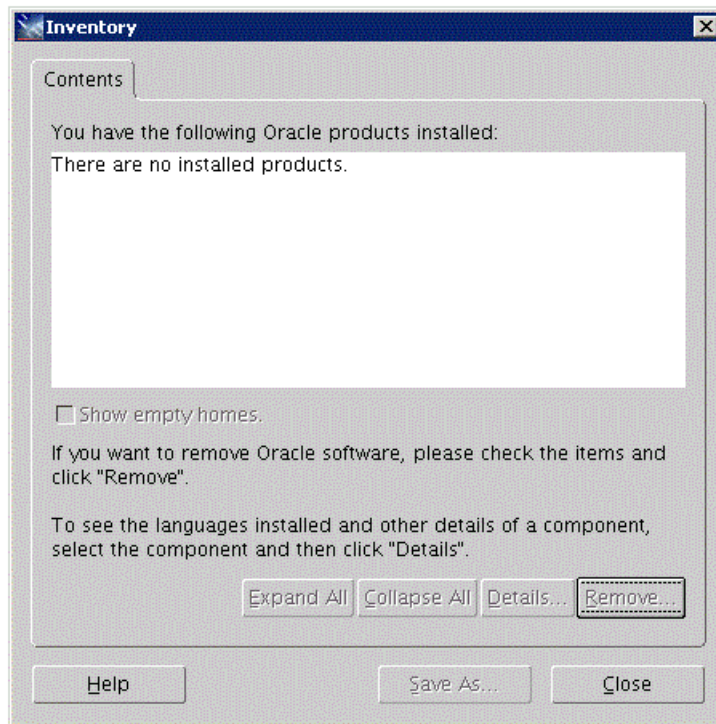 Inventory
Contents
You have the following Oracle products installed:
There are no installed products.
Show empty homes.
If you want to remove Oracle software, please check the items and
click "Remove".
To see the languages installed and other details of a component,
select the component and then click "Details".
Expand All Collapse All Details... Remove...
Help Save As... Close